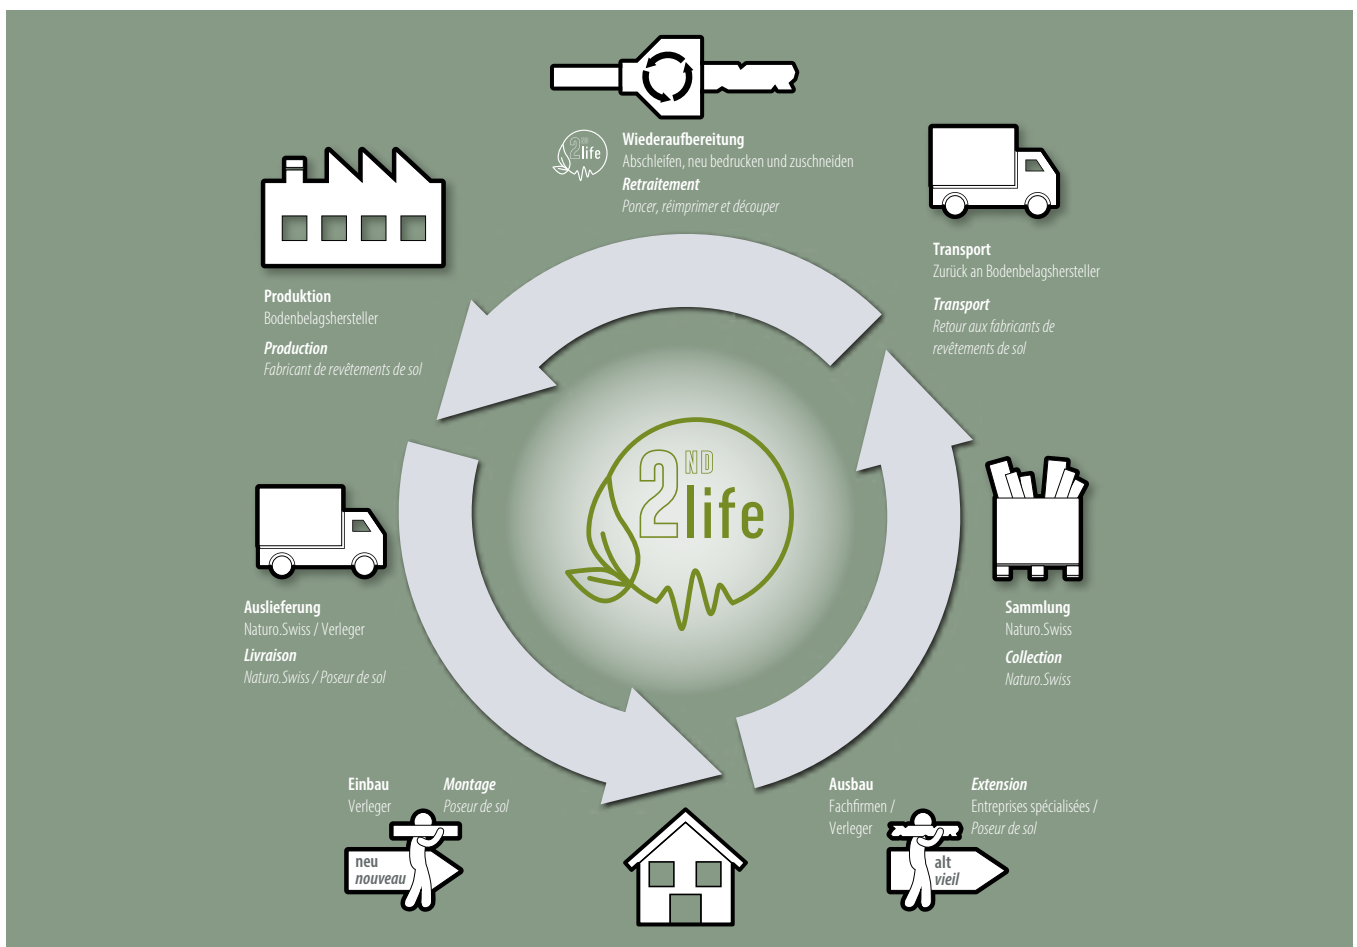 2ND
life
Wiederaufbereitung
Abschleifen, neu bedrucken und zuschneiden
Retraitement
Poncer, réimprimer et découper
Transport
Zurück an Bodenbelagshersteller
Transport
Retour aux fabricants de
revêtements de sol
Produktion
Bodenbelagshersteller
Production
Fabricant de revêtements de sol
2ND
life
Auslieferung
Naturo.Swiss / Verleger
Livraison
Naturo.Swiss / Poseur de sol
Sammlung
Naturo.Swiss
Collection
Naturo.Swiss
Einbau
Verleger
Montage
Poseur de sol
neu
nouveau
Ausbau
Fachfirmen /
Verleger
Extension
Entreprises spécialisées /
Poseur de sol
alt
vieil